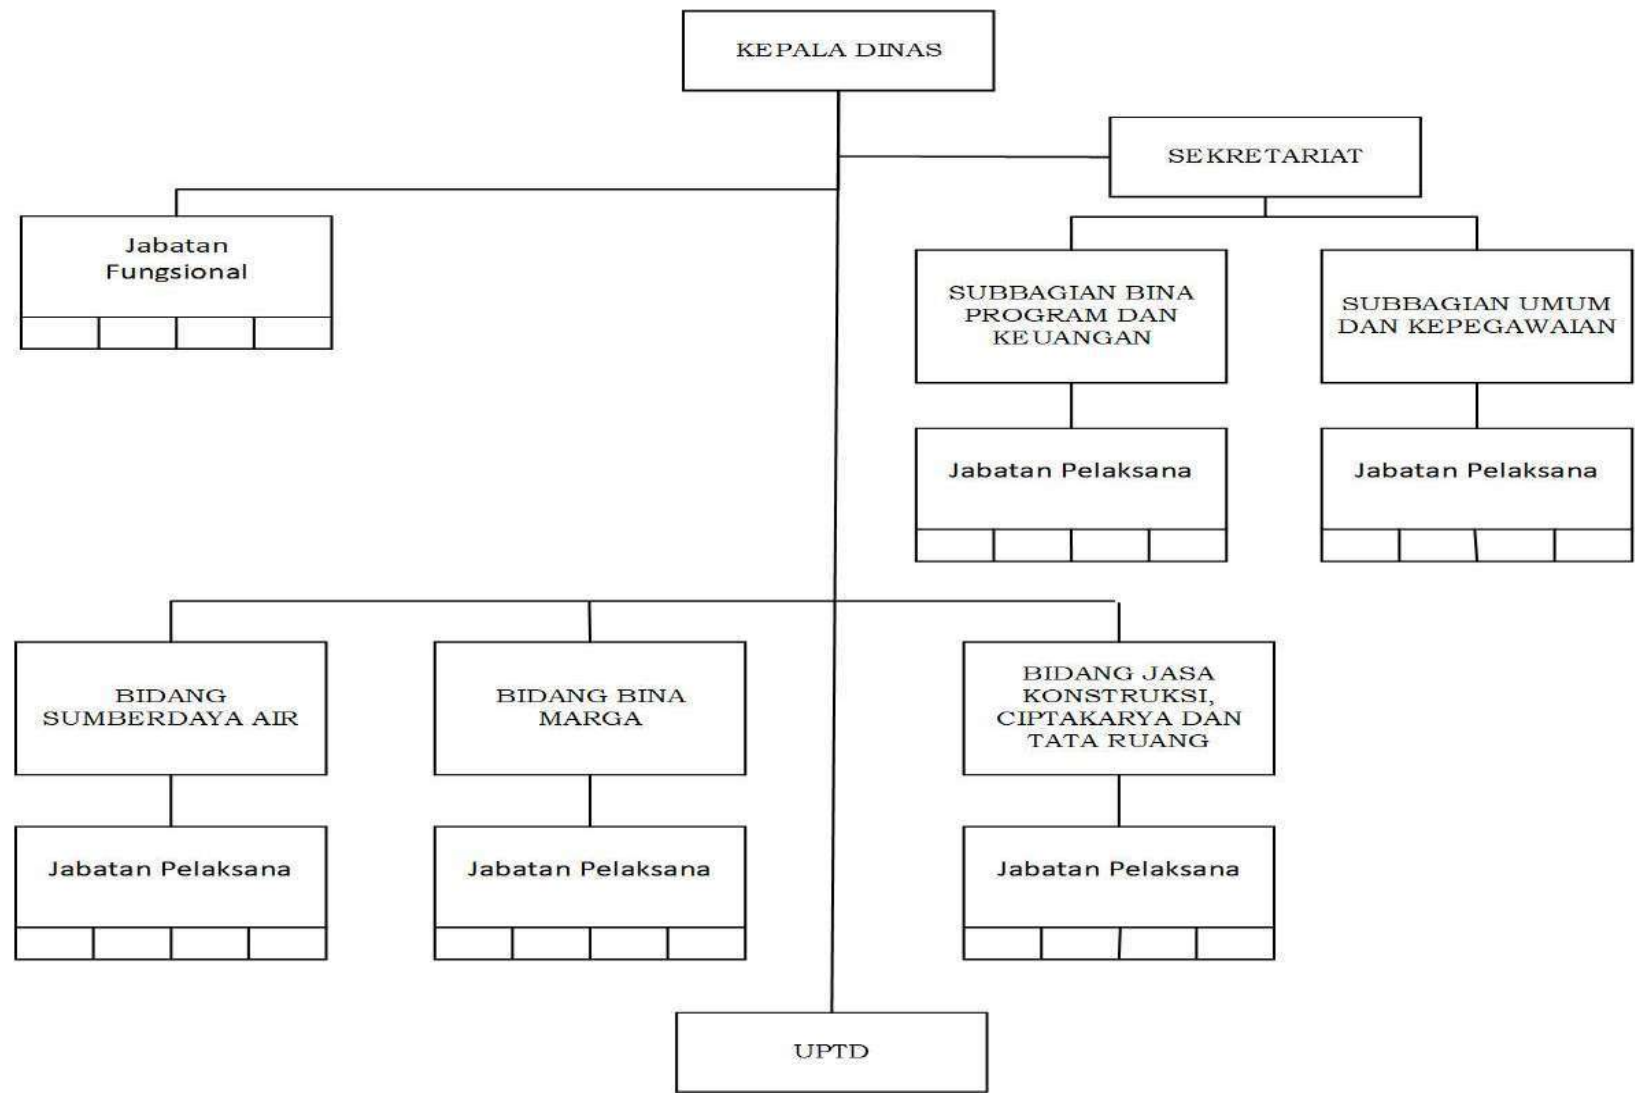 KEPALA DINAS
SEKRETARIAT
Jabatan
Fungsional
SUBBAGIAN BINA
PROGRAM DAN
KEUANGAN
SUBBAGIAN UMUM
DAN KEPEGAWAIAN
Jabatan Pelaksana
Jabatan Pelaksana
BIDANG
SUMBERDAYA AIR
BIDANG BINA
MARGA
BIDANG JASA
KONSTRUKSI,
CIPTAKARYA DAN
TATA RUANG
Jabatan Pelaksana
Jabatan Pelaksana
Jabatan Pelaksana
UPTD